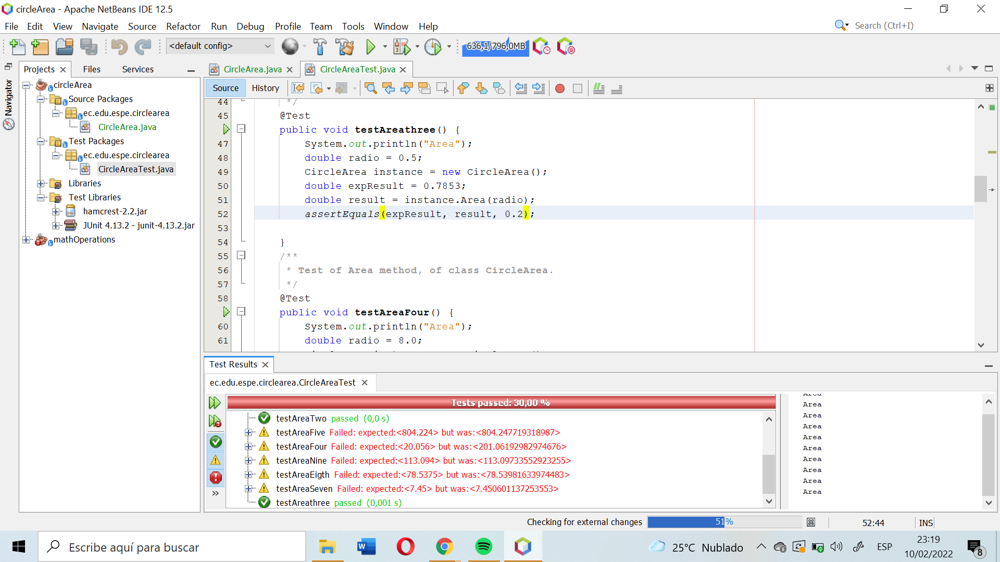 circleArea - Apache NetBeans IDE 12.5
File Edit View Navigate Source Refactor Run Debug Profile Team Tools Window Help
Search (Ctrl+I)
<default config>
636,1/796,0MB
Navigator
Projects Files Services
circleArea
Source Packages
ec.edu.espe.circlearea
CircleArea.java
Test Packages
ec.edu.espe.circlearea
CircleAreaTest.java
Libraries
Test Libraries
hamcrest-2.2.jar
JUnit 4.13.2 - junit-4.13.2.jar
mathOperations
CircleArea.java CircleAreaTest.java
Source History
44 */
45 @Test
public void testAreathree() {
47 System.out.println("Area");
48 double radio = 0.5;
49 CircleArea instance = new CircleArea();
50 double expResult = 0.7853;
51 double result = instance.Area(radio);
52 assertEquals(expResult, result, 0.2);
53
54 }
55 /**
56 * Test of Area method, of class CircleArea.
57 */
58 @Test
public void testAreaFour() {
60 System.out.println("Area");
61 double radio = 8.0;
Test Results
ec.edu.espe.circlearea.CircleAreaTest
Tests passed: 30,00 %
testAreaTwo passed (0,0 s)
testAreaFive Failed: expected:<804.224> but was:<804.247719318987>
testAreaFour Failed: expected:<20.056> but was:<201.06192982974676>
testAreaNine Failed: expected:<113.094> but was:<113.09733552923255>
testAreaEigth Failed: expected:<78.5375> but was:<78.53981633974483>
testAreaSeven Failed: expected:<7.45> but was:<7.450601137253553>
testAreathree passed (0,001 s)
Area
Area
Area
Area
Area
Area
Area
Area
Area
Area
Checking for external changes 51% 52:44 INS
Escribe aquí para buscar
25°C Nublado
ESP
23:19
10/02/2022
8